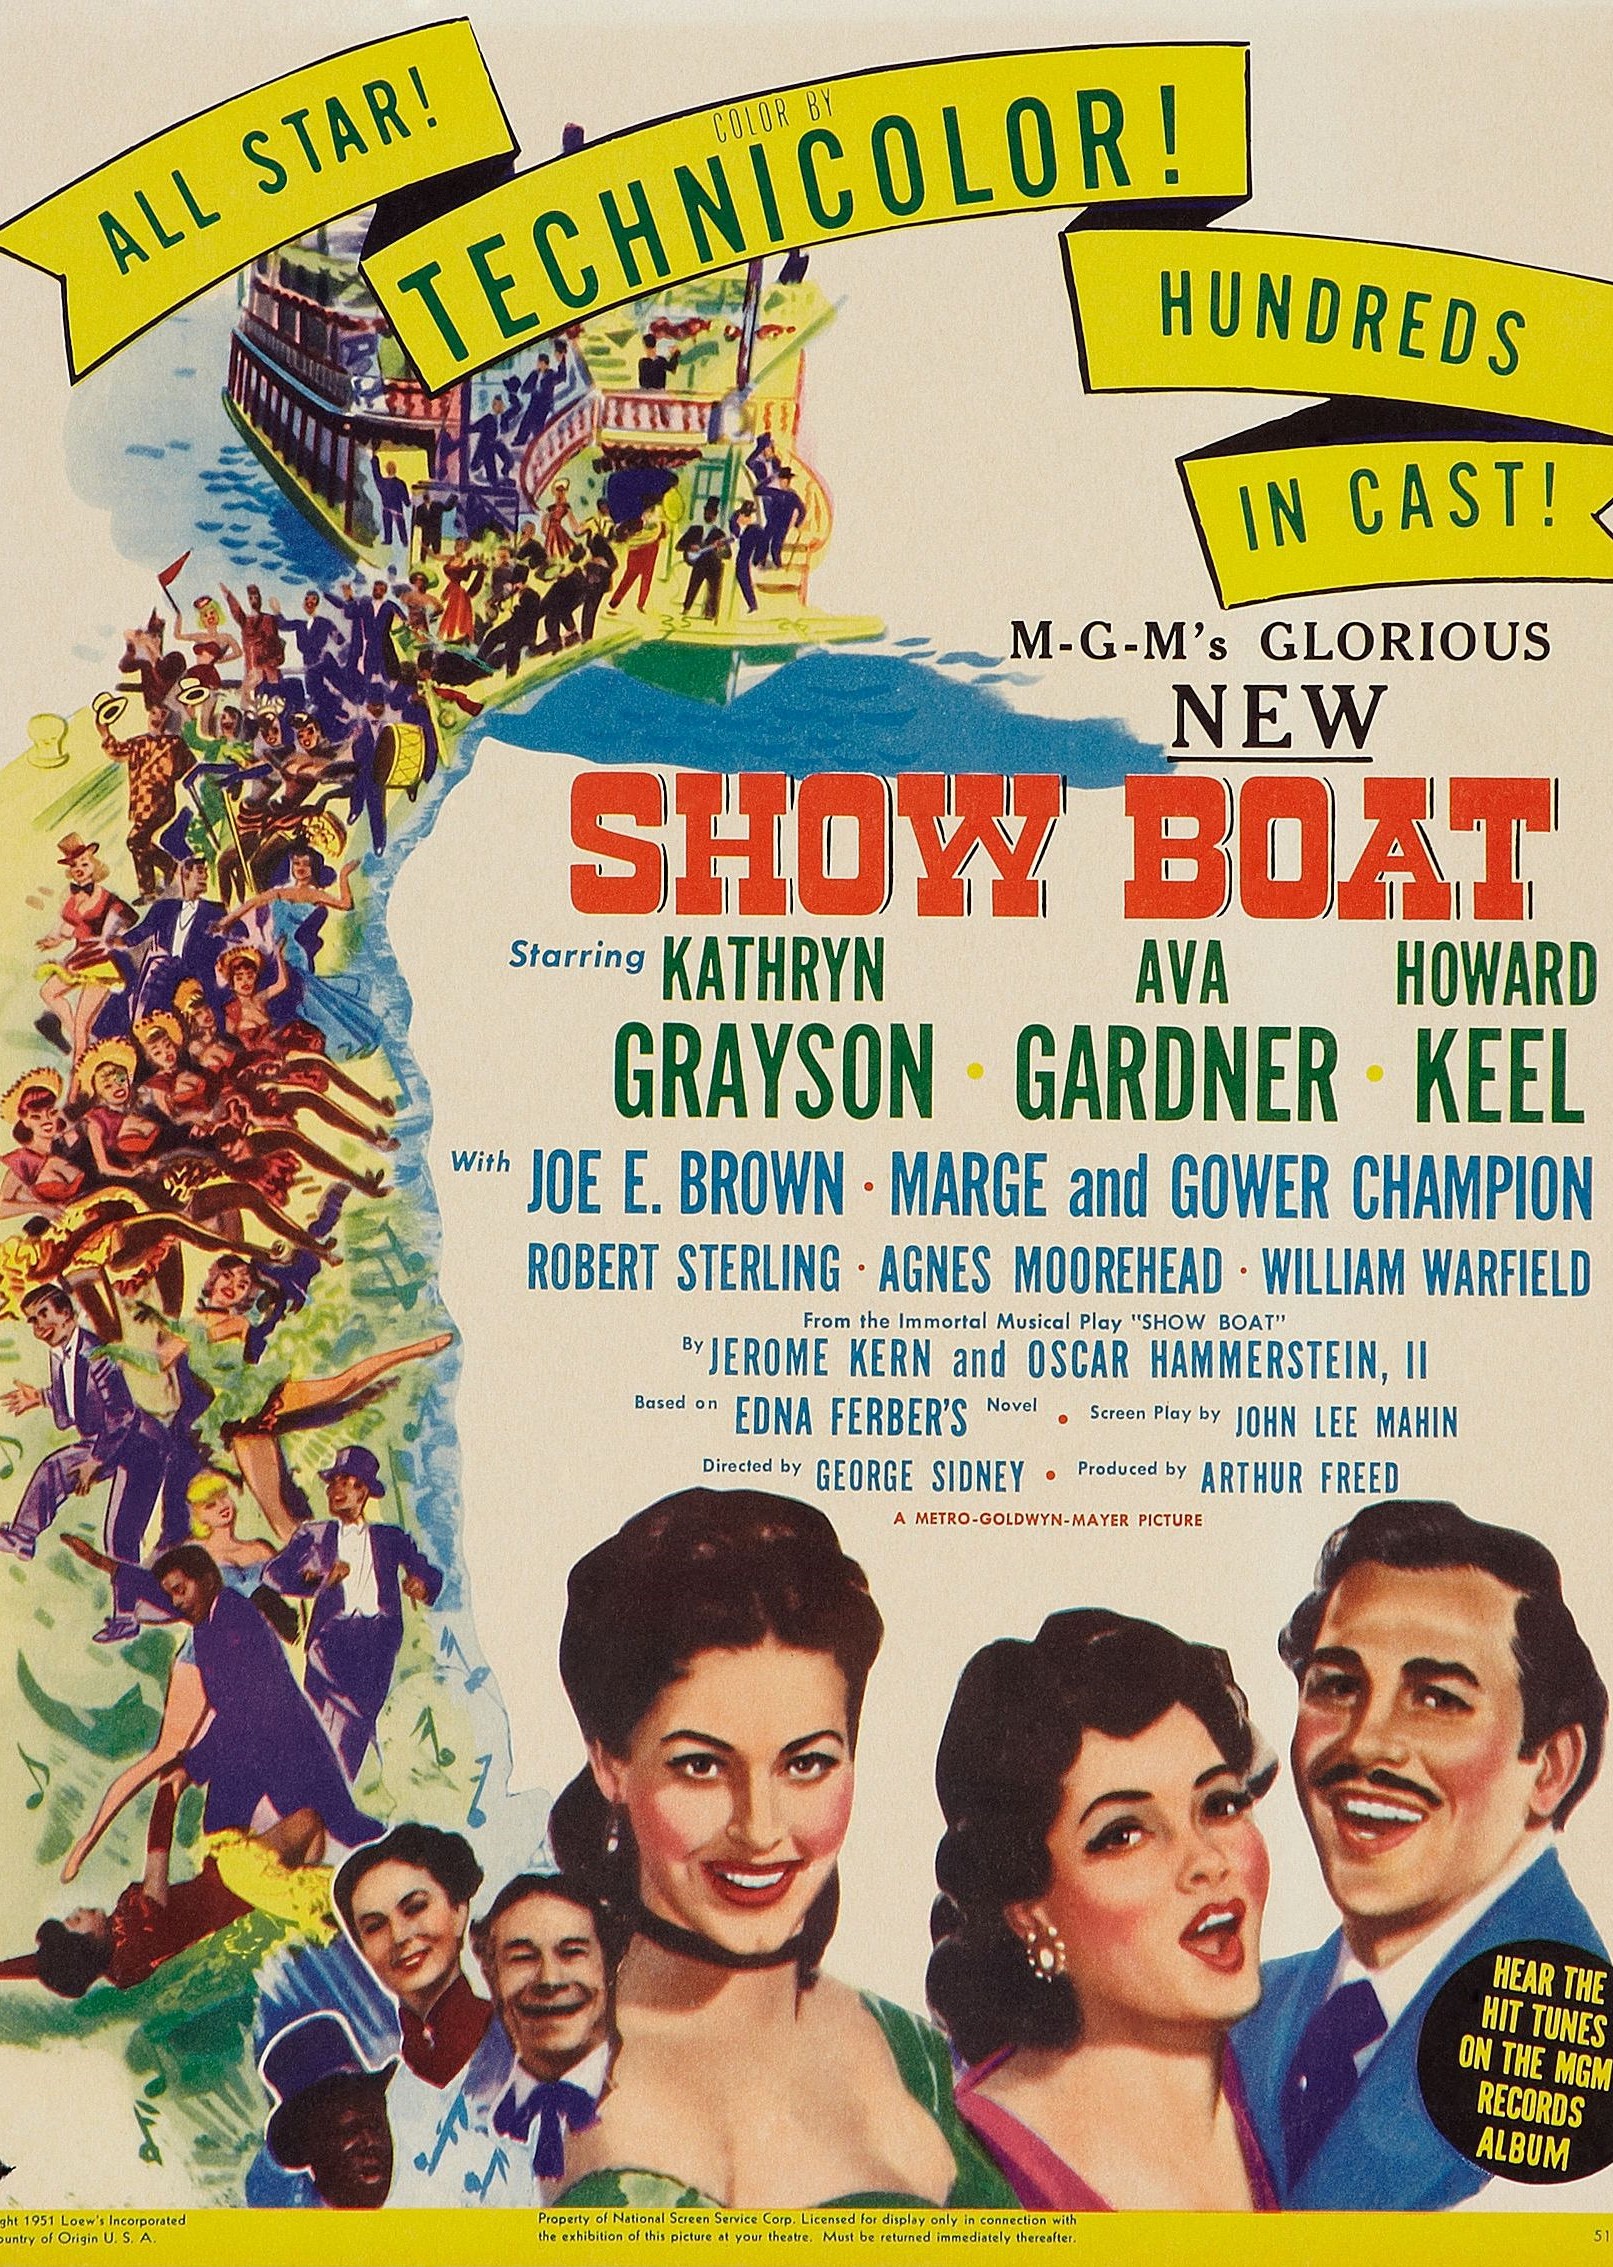 ALL STAR!
COLOR BY
TECHNICOLOR!
HUNDREDS
IN CAST!
M-G-M's GLORIOUS
NEW
SHOW BOAT
Starring KATHRYN GRAYSON · AVA GARDNER · HOWARD KEEL
With JOE E. BROWN · MARGE and GOWER CHAMPION
ROBERT STERLING · AGNES MOOREHEAD · WILLIAM WARFIELD
From the Immortal Musical Play "SHOW BOAT"
By JEROME KERN and OSCAR HAMMERSTEIN, II
Based on EDNA FERBER'S Novel • Screen Play by JOHN LEE MAHIN
Directed by GEORGE SIDNEY • Produced by ARTHUR FREED
A METRO-GOLDWYN-MAYER PICTURE
HEAR THE
HIT TUNES
ON THE MGM
RECORDS
ALBUM
ght 1951 Loew's Incorporated
ountry of Origin U. S. A.
Property of National Screen Service Corp. Licensed for display only in connection with
the exhibition of this picture at your theatre. Must be returned immediately thereafter.
51